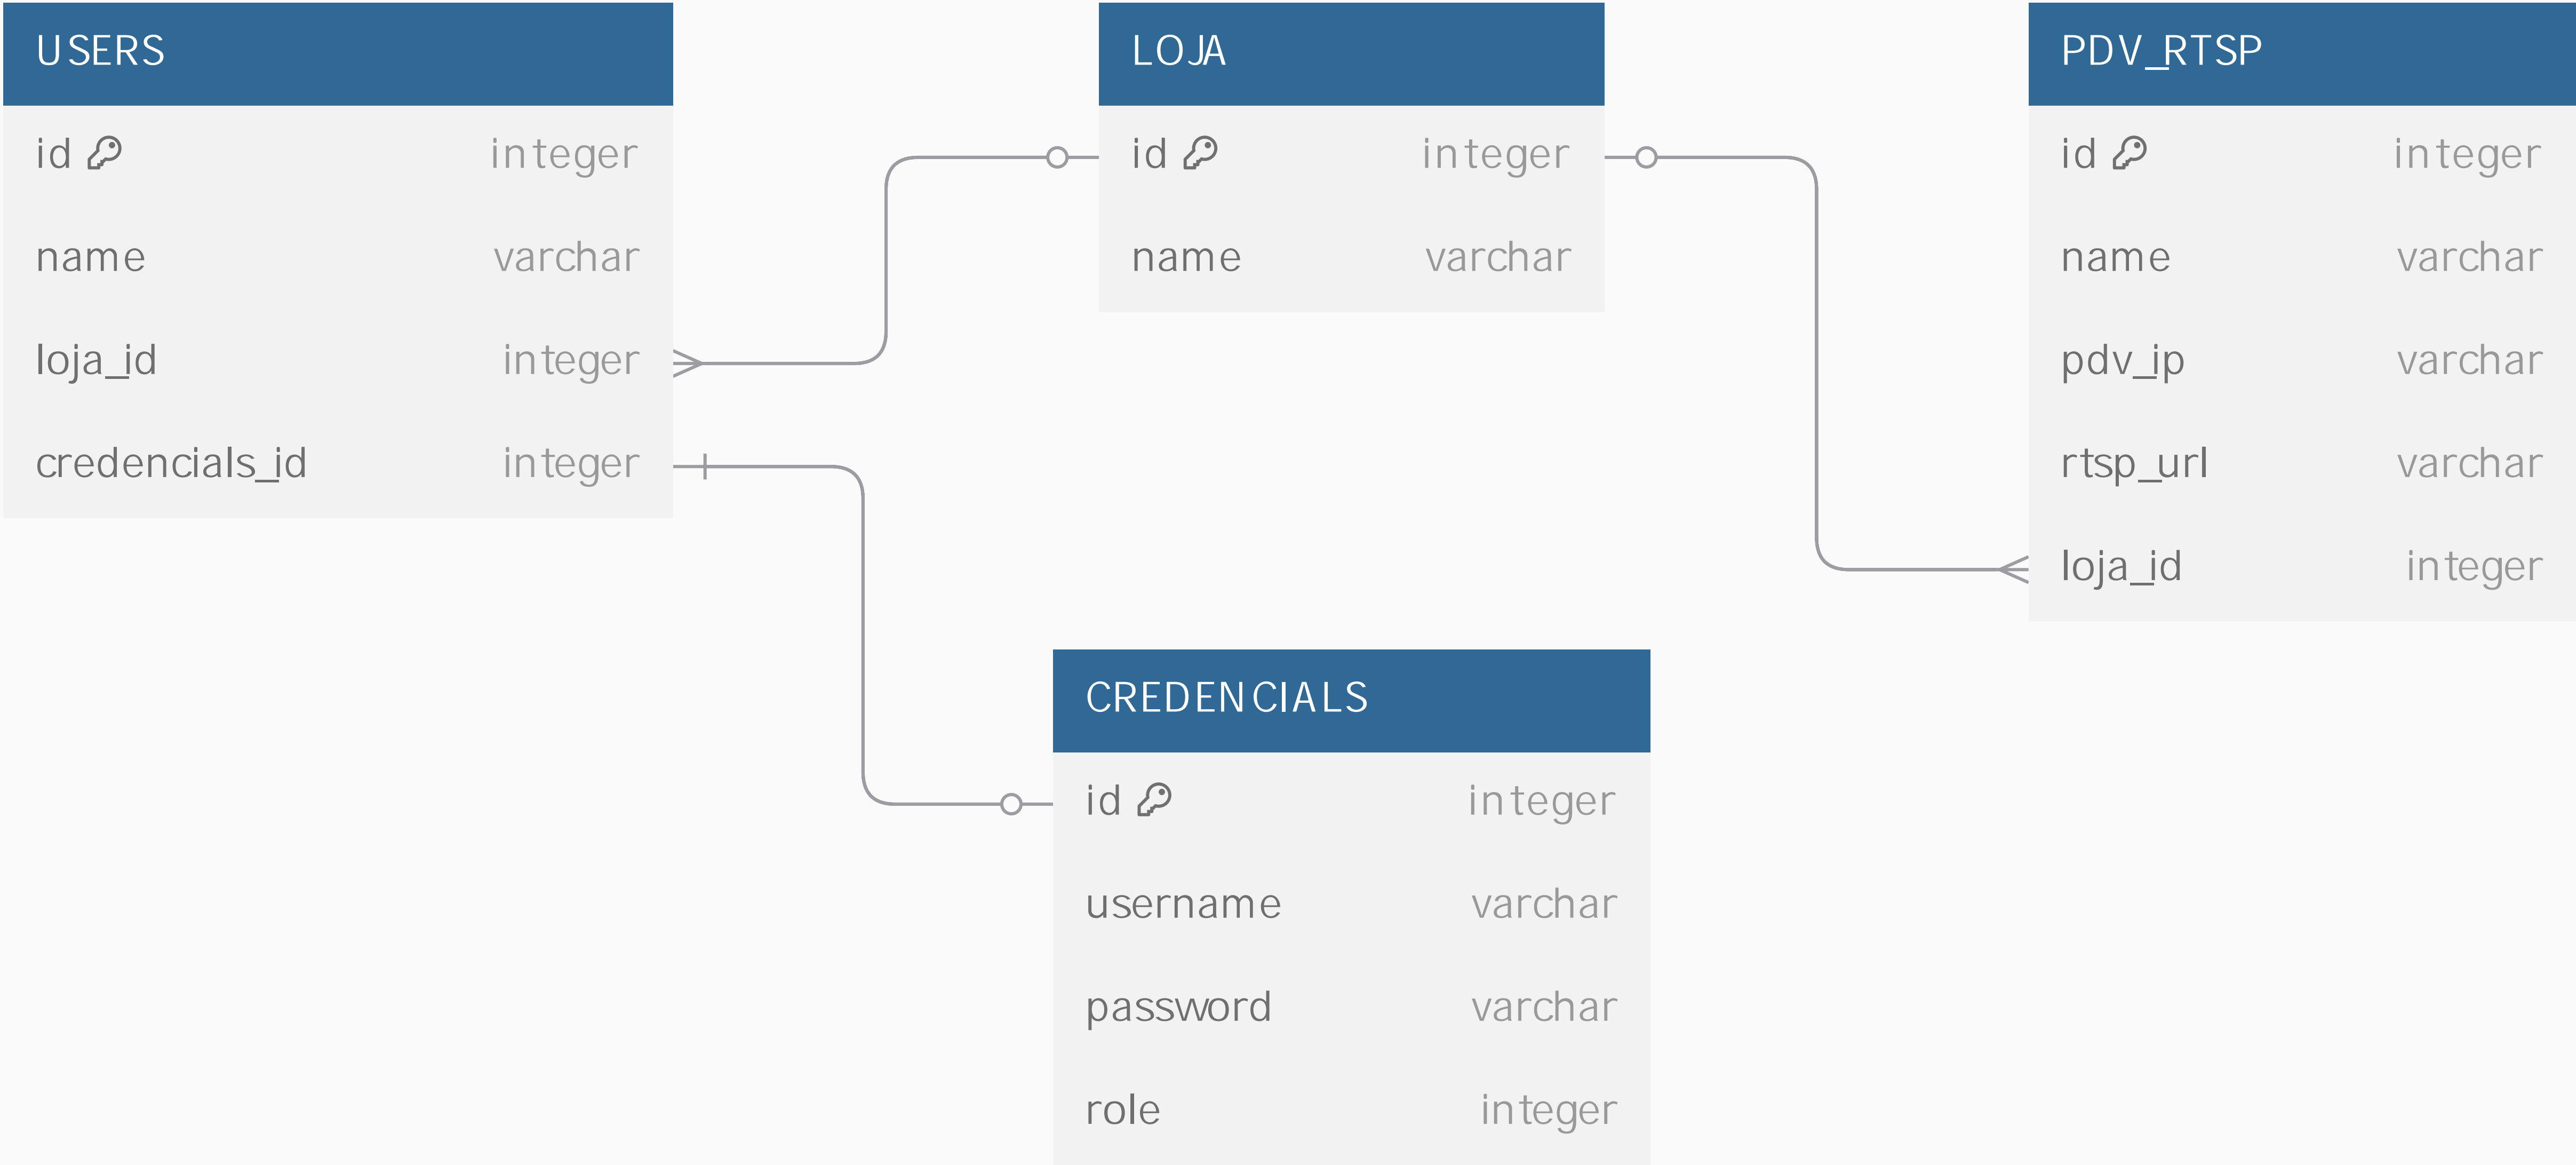 USERS
id integer
name varchar
loja_id integer
credencials_id integer
LOJA
id integer
name varchar
PDV_RTSP
id integer
name varchar
pdv_ip varchar
rtsp_url varchar
loja_id integer
CREDENCIALS
id integer
username varchar
password varchar
role integer